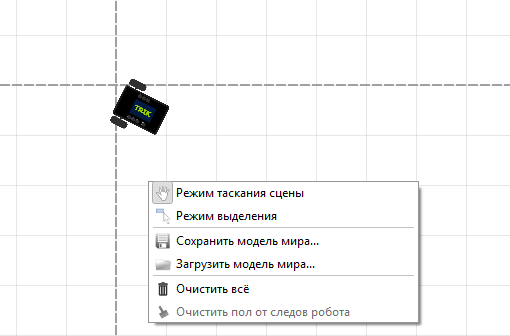 TRIK
Режим таскания сцены
Режим выделения
Сохранить модель мира...
Загрузить модель мира...
Очистить всё
Очистить пол от следов робота